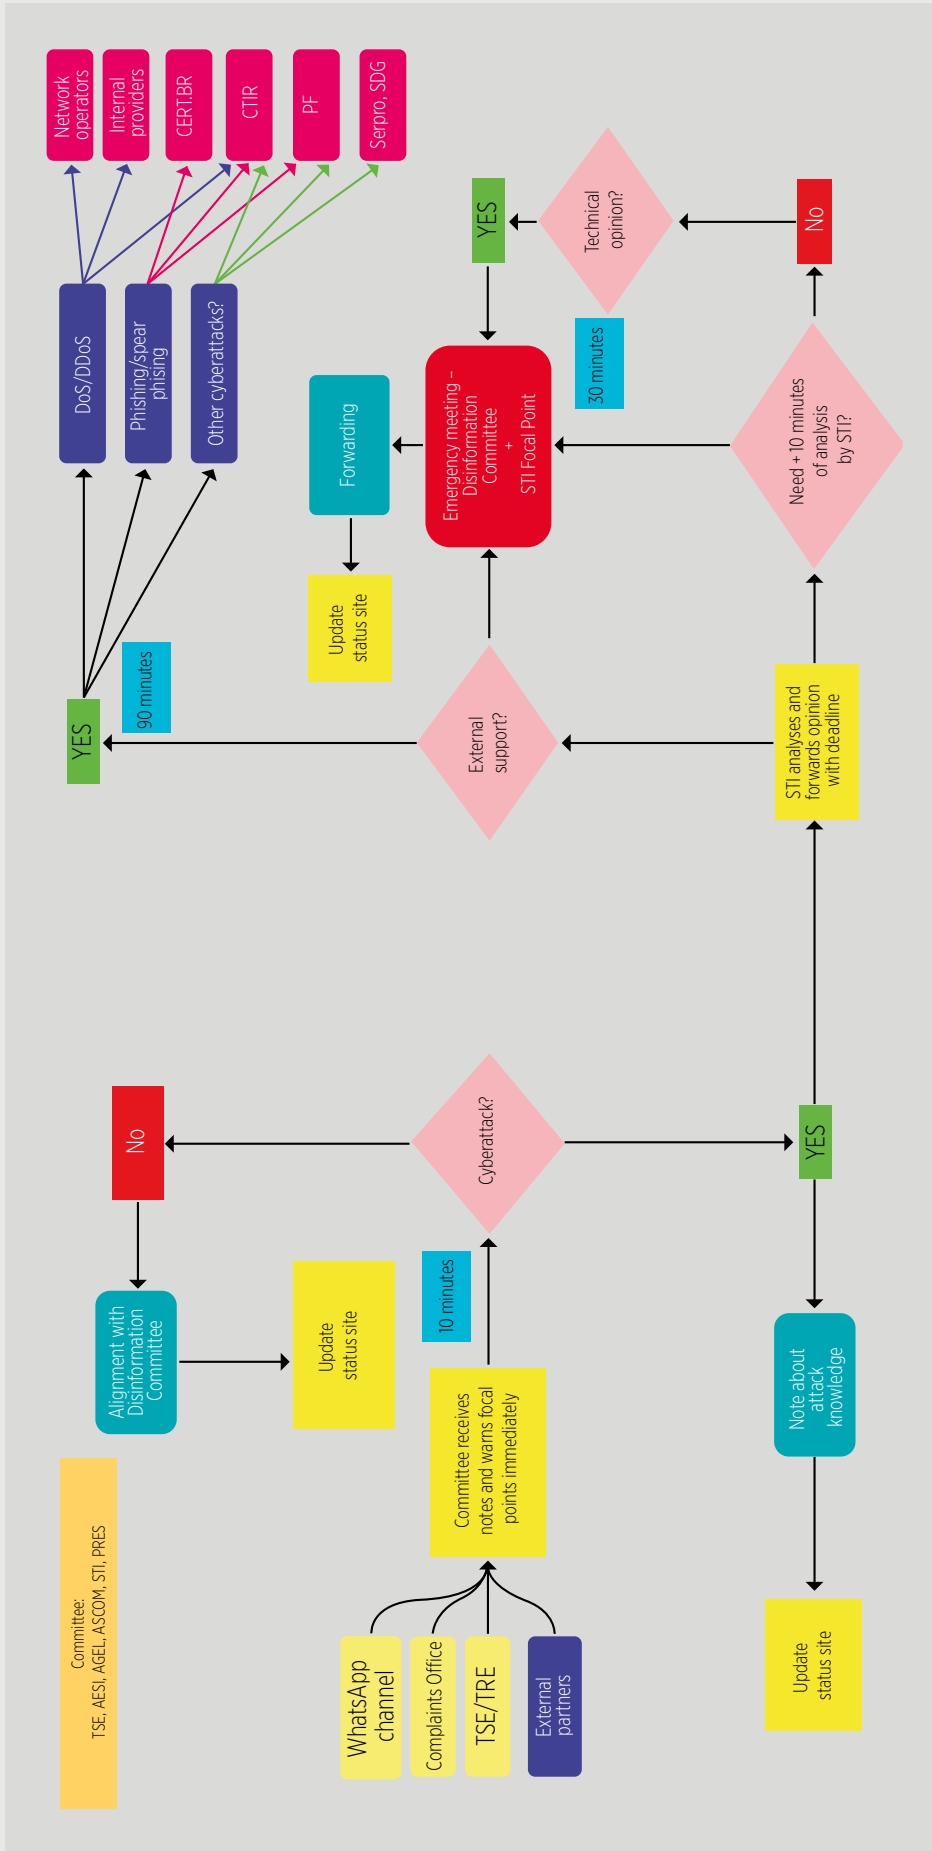 Committee:
TSE, AESI, AGEL, ASCOM, STI, PRES
WhatsApp
channel
Complaints Office
TSE/TRE
External
partners
Committee receives
notes and warns focal
points immediately
10 minutes
Cyberattack?
No
Alignment with
Disinformation
Committee
Update
status site
YES
Note about
attack
knowledge
Update
status site
STI analyses and
forwards opinion
with deadline
External
support?
YES
90 minutes
DoS/DDoS
Phishing/spear
phising
Other cyberattacks?
Network
operators
Internal
providers
CERT.BR
CTIR
PF
Serpro, SDG
Need + 10 minutes
of analysis
by STI?
No
Technical
opinion?
30 minutes
YES
Emergency meeting –
Disinformation
Committee
+
STI Focal Point
Forwarding
Update
status site